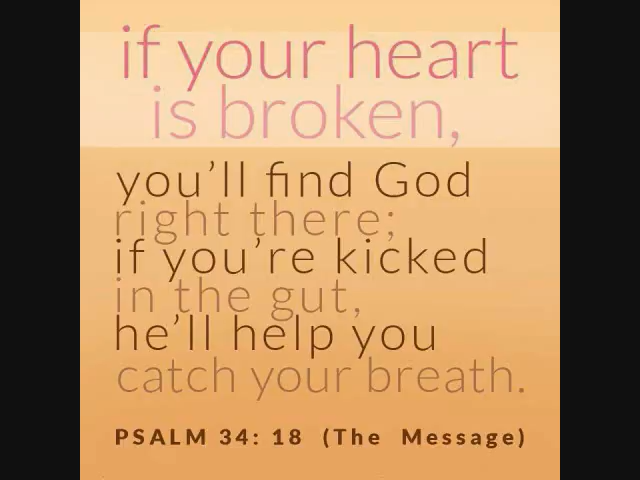 if your heart
is broken,
you'll find God
right there;
if you're kicked
in the gut,
he'll help you
catch your breath.
PSALM 34: 18 (The Message)